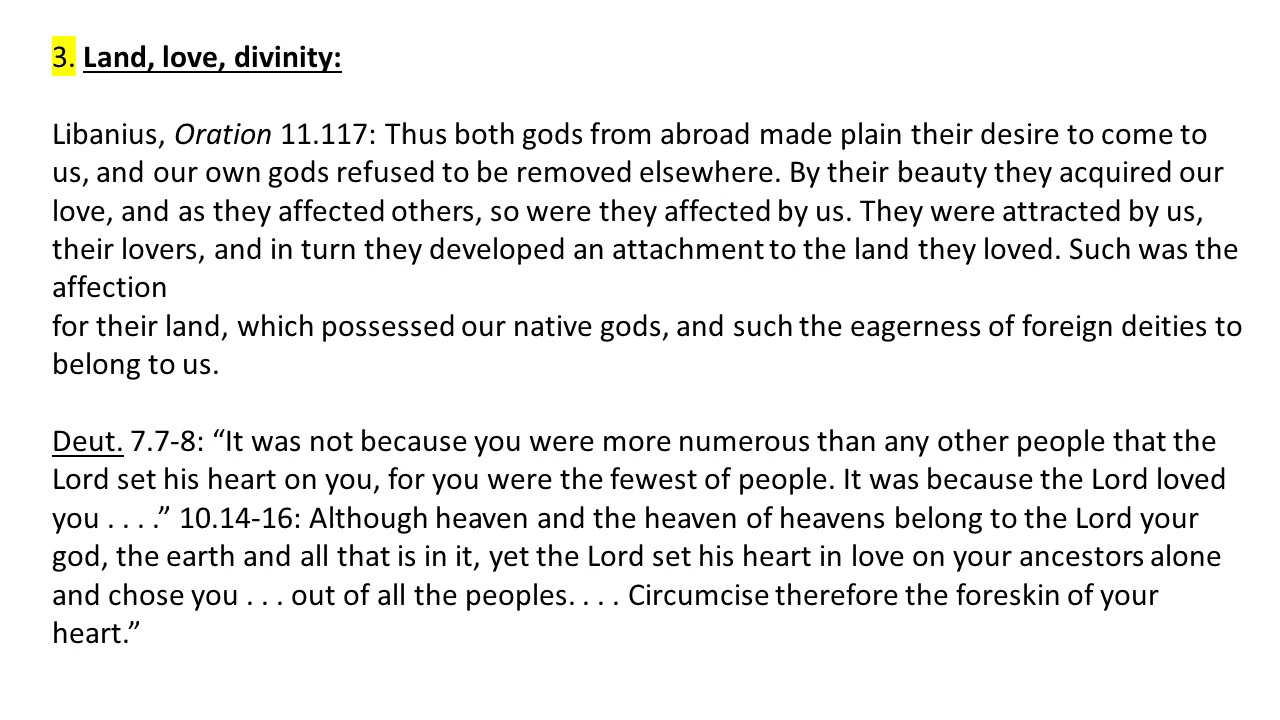 3. Land, love, divinity:
Libanius, Oration 11.117: Thus both gods from abroad made plain their desire to come to
us, and our own gods refused to be removed elsewhere. By their beauty they acquired our
love, and as they affected others, so were they affected by us. They were attracted by us,
their lovers, and in turn they developed an attachment to the land they loved. Such was the
affection
for their land, which possessed our native gods, and such the eagerness of foreign deities to
belong to us.
Deut. 7.7-8: “It was not because you were more numerous than any other people that the
Lord set his heart on you, for you were the fewest of people. It was because the Lord loved
you . . . .” 10.14-16: Although heaven and the heaven of heavens belong to the Lord your
god, the earth and all that is in it, yet the Lord set his heart in love on your ancestors alone
and chose you . . . out of all the peoples. . . . Circumcise therefore the foreskin of your
heart.”